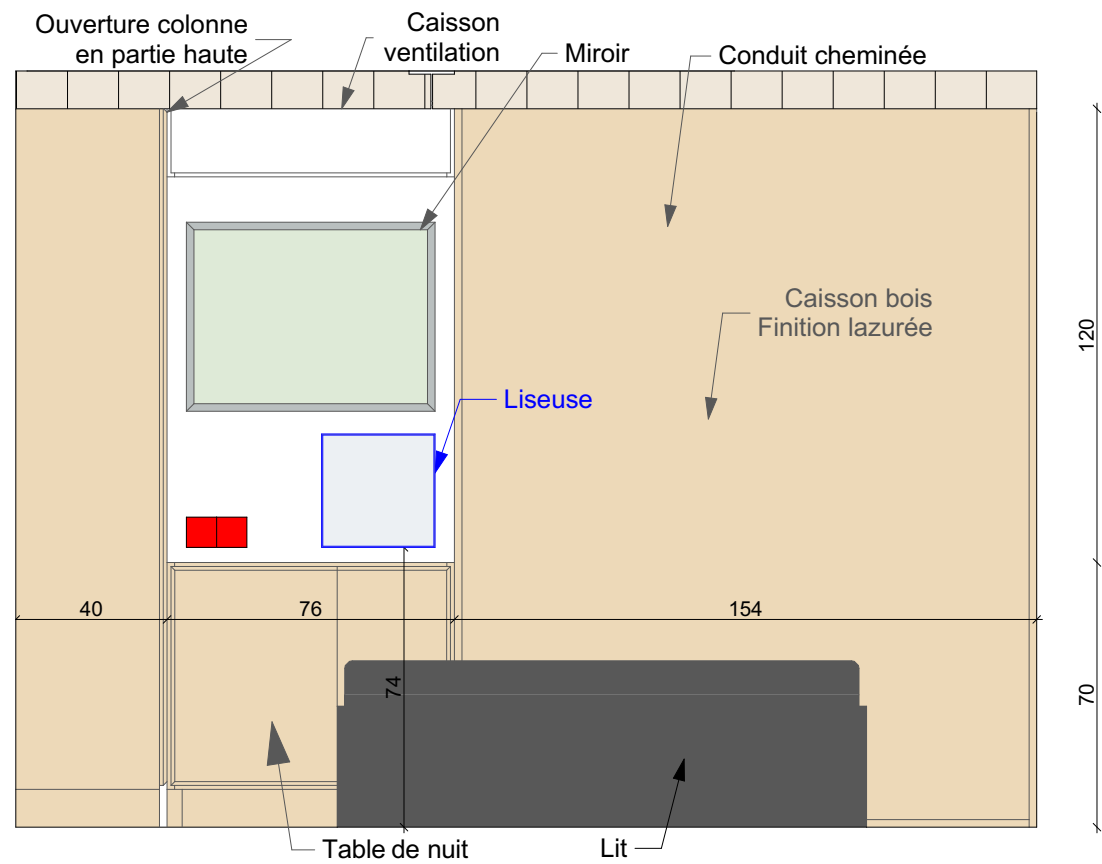 Ouverture colonne
en partie haute
Caisson
ventilation
Miroir
Conduit cheminée
Caisson bois
Finition lazurée
120
Liseuse
40
76
154
74
70
Table de nuit
Lit